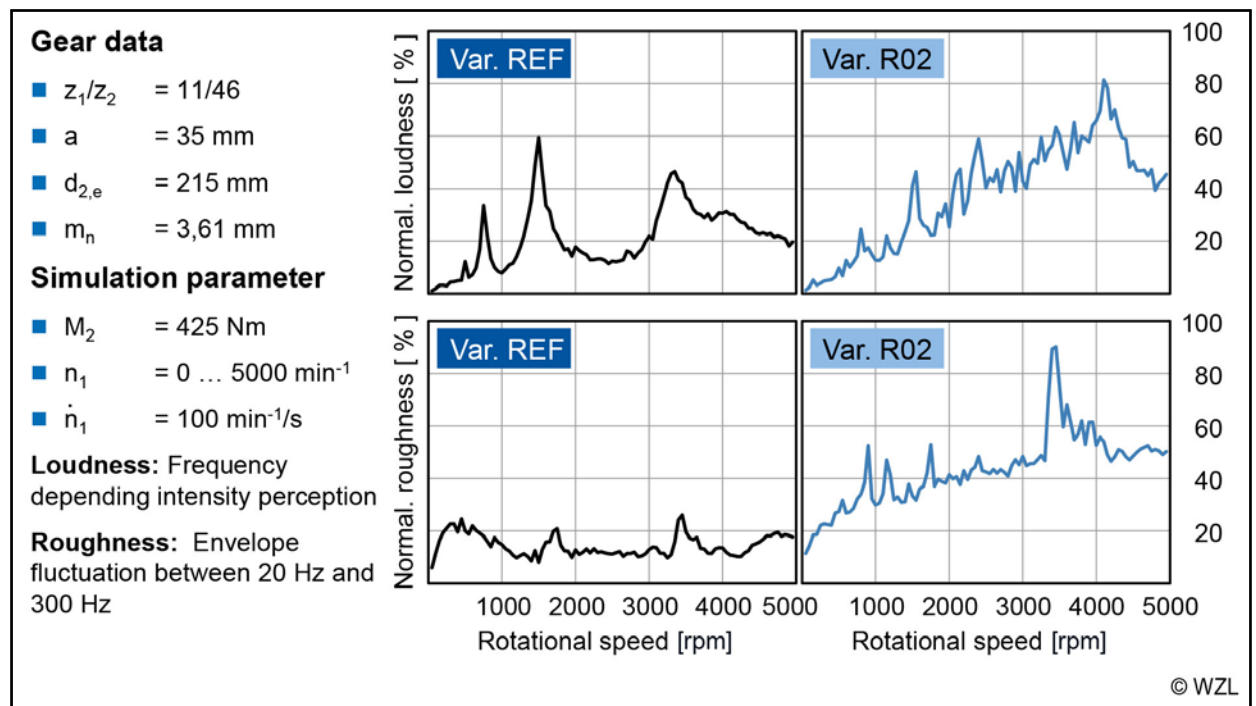 Gear data
■ z1/z2 = 11/46
■ a = 35 mm
■ d2,e = 215 mm
■ mn = 3,61 mm
Simulation parameter
■ M2 = 425 Nm
■ n1 = 0 … 5000 min-1
■ ṅ1 = 100 min-1/s
Loudness: Frequency
depending intensity perception
Roughness: Envelope
fluctuation between 20 Hz and
300 Hz
Normal. loudness [ % ]
Var. REF
Var. R02
100
80
60
40
20
Normal. roughness [ % ]
Var. REF
Var. R02
100
80
60
40
20
1000 2000 3000 4000 5000
1000 2000 3000 4000 5000
Rotational speed [rpm]
Rotational speed [rpm]
© WZL